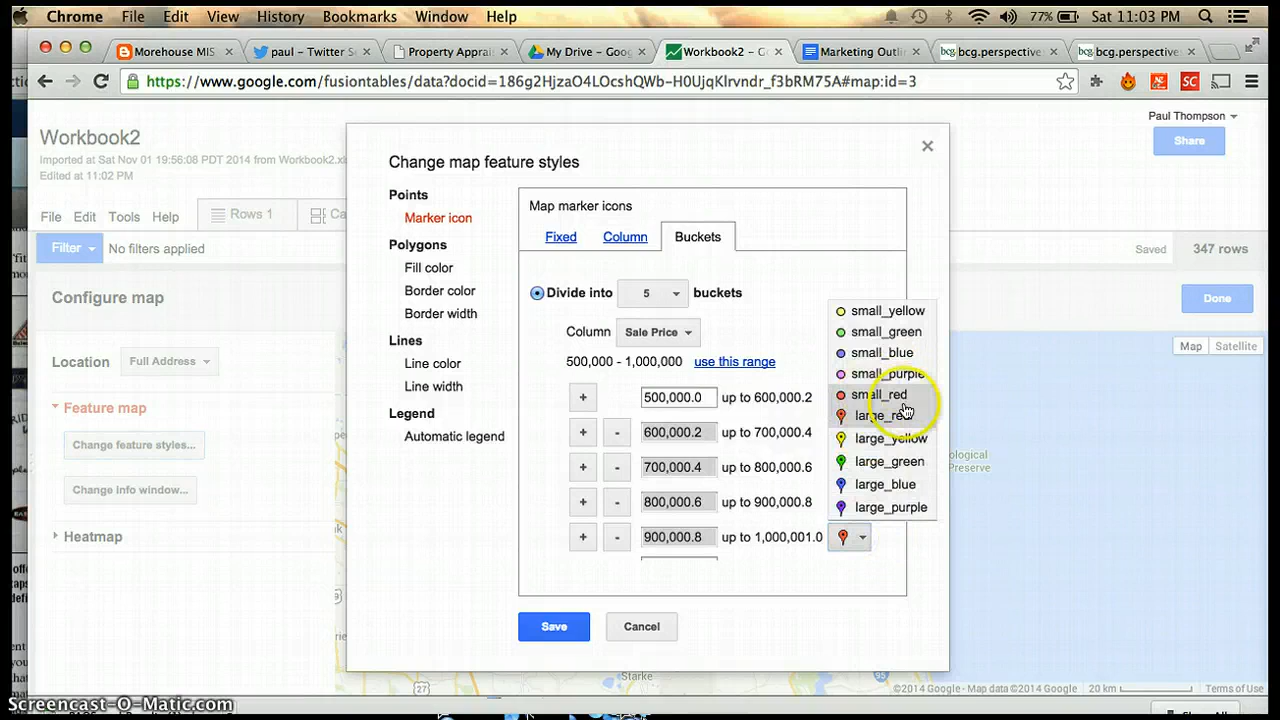 Chrome File Edit View History Bookmarks Window Help 77% Sat 11:03 PM
Morehouse MIS paul - Twitter Se Property Apprai My Drive - Goog Workbook2 - Go Marketing Outli bcg.perspective bcg.perspective
https://www.google.com/fusiontables/data?docid=186g2HjzaO4LOcshQWb-H0UjqKlrvndr_f3bRM75A#map:id=3
Paul Thompson
Workbook2
Share
Imported at Sat Nov 01 19:56:08 PDT 2014 from Workbook2.xl
Edited at 11:02 PM
File Edit Tools Help Rows 1 Ca
Filter No filters applied Saved 347 rows
Configure map Done
Location Full Address
Map Satellite
Feature map
Change feature styles...
Change info window...
Heatmap
Change map feature styles
Points
Marker icon
Polygons
Fill color
Border color
Border width
Lines
Line color
Line width
Legend
Automatic legend
Map marker icons
Fixed Column Buckets
Divide into 5 buckets
Column Sale Price
500,000 - 1,000,000 use this range
+ 500,000.0 up to 600,000.2
+ - 600,000.2 up to 700,000.4
+ - 700,000.4 up to 800,000.6
+ - 800,000.6 up to 900,000.8
+ - 900,000.8 up to 1,000,001.0
small_yellow
small_green
small_blue
small_purple
small_red
large_red
large_yellow
large_green
large_blue
large_purple
Save Cancel
ological
Preserve
Starke
27
©2014 Google - Map data ©2014 Google 20 km Terms of Use
Screencast-O-Matic.com